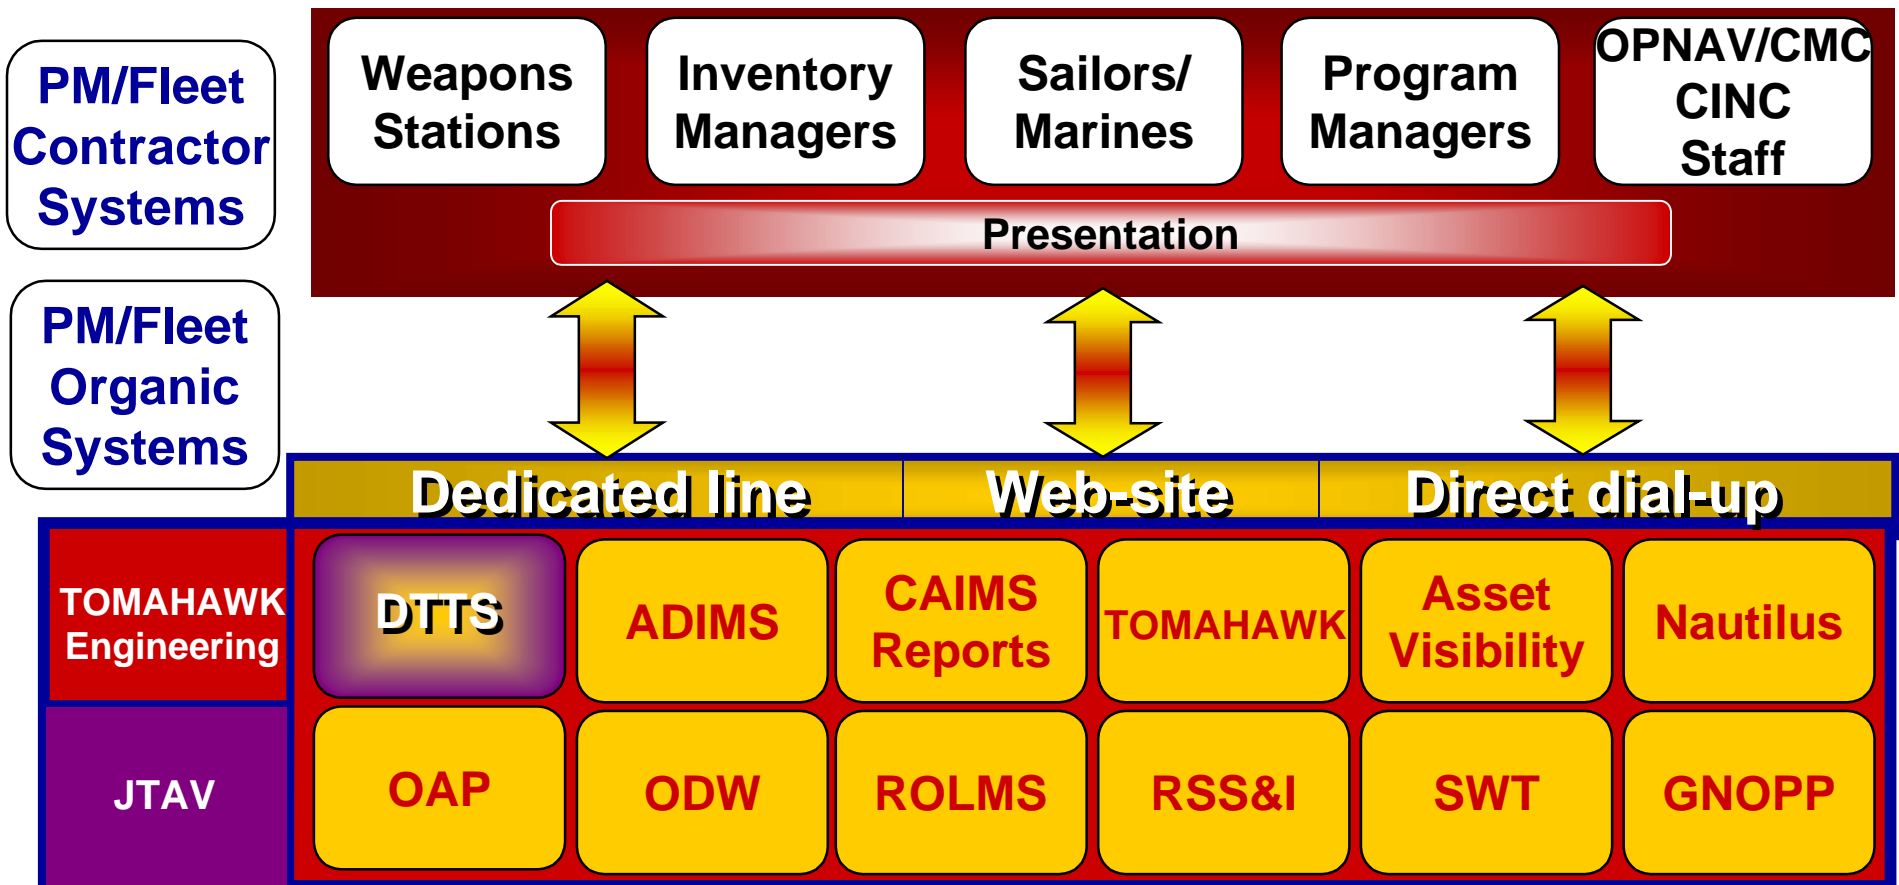 PM/Fleet
Contractor
Systems
PM/Fleet
Organic
Systems
Weapons
Stations
Inventory
Managers
Sailors/
Marines
Program
Managers
OPNAV/CMC
CINC
Staff
Presentation
Dedicated line
Web-site
Direct dial-up
TOMAHAWK
Engineering
DTTS
ADIMS
CAIMS
Reports
TOMAHAWK
Asset
Visibility
Nautilus
JTAV
OAP
ODW
ROLMS
RSS&I
SWT
GNOPP